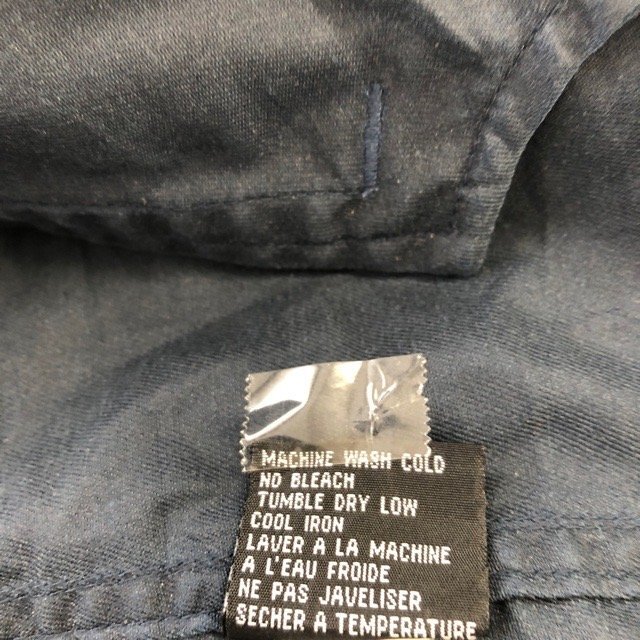 MACHINE WASH COLD
NO BLEACH
TUMBLE DRY LOW
COOL IRON
LAVER A LA MACHINE
A L'EAU FROIDE
NE PAS JAVELISER
SECHER A TEMPERATURE